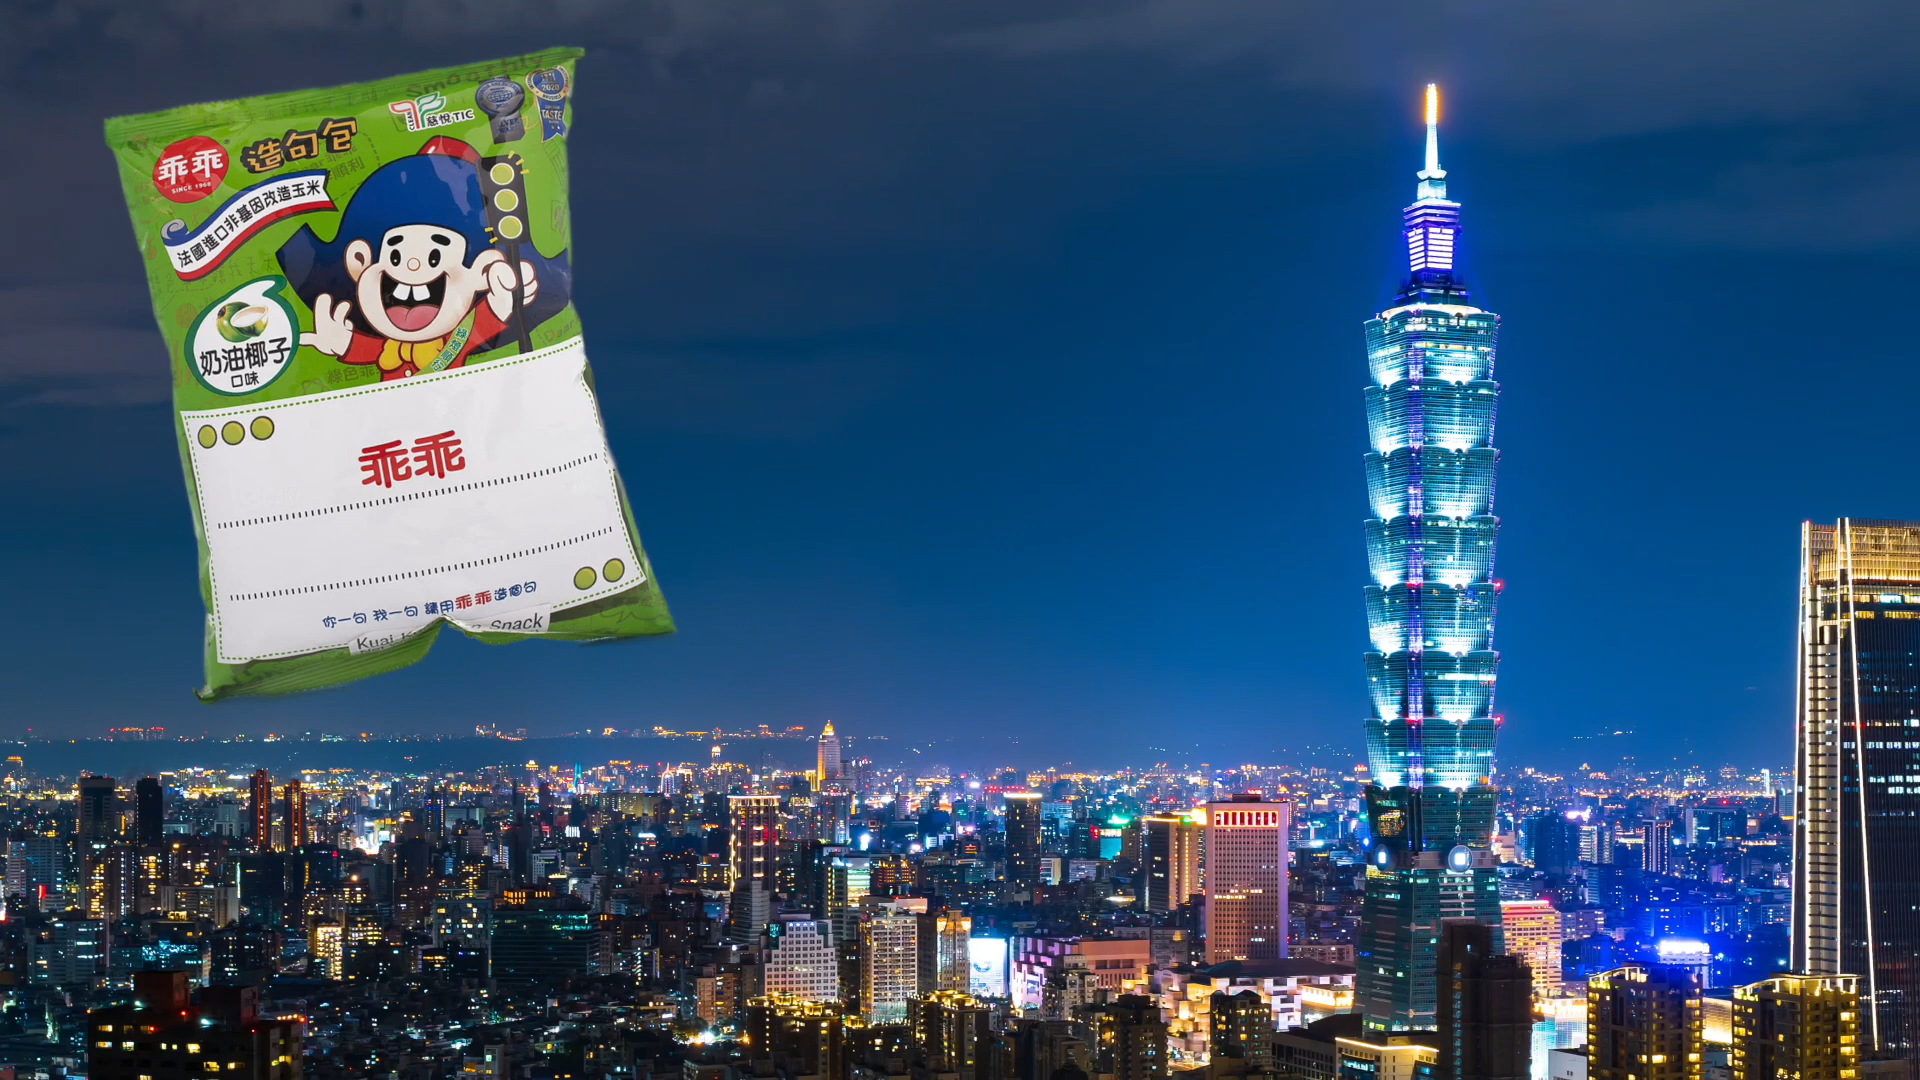 乖乖
SINCE 1968
造句包
慈悅TIC
2020
TASTE
法國進口非基因改造玉米
奶油椰子
口味
乖乖
你一句 我一句 請用乖乖造個句
Snack